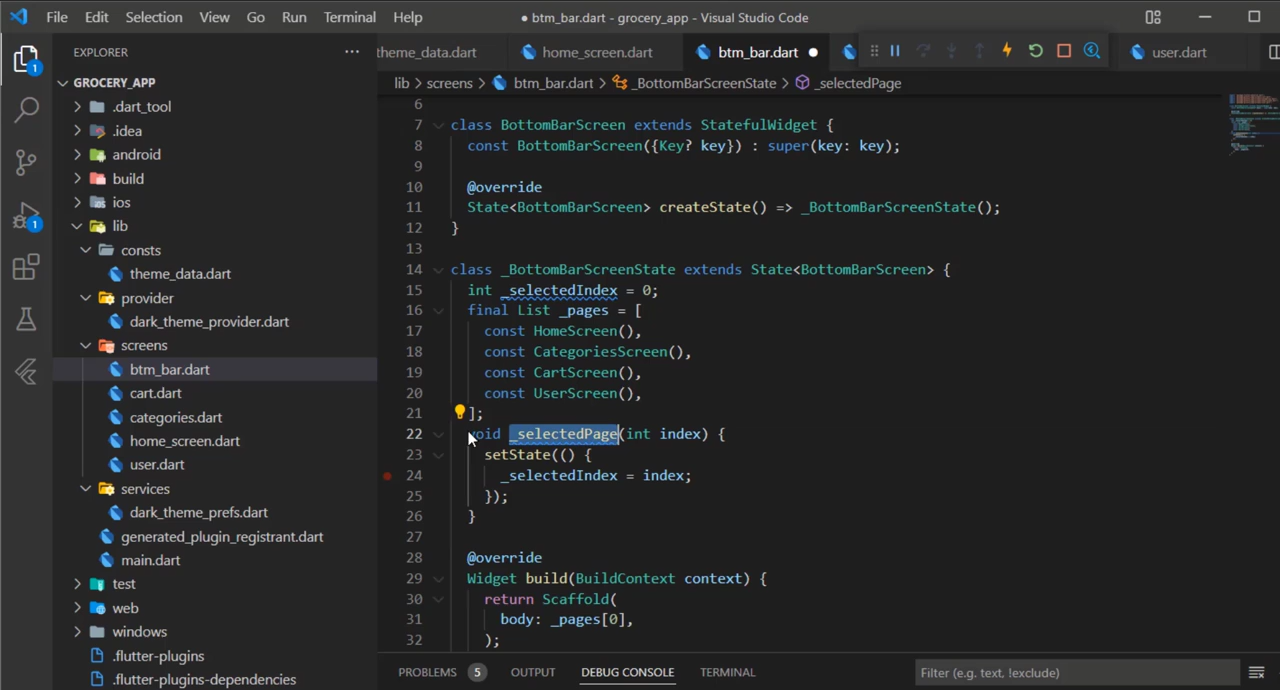 File Edit Selection View Go Run Terminal Help
● btm_bar.dart - grocery_app - Visual Studio Code
EXPLORER
theme_data.dart home_screen.dart btm_bar.dart ● user.dart
1
GROCERY_APP
lib > screens > btm_bar.dart > _BottomBarScreenState > _selectedPage
.dart_tool
.idea
android
build
ios
1
lib
consts
theme_data.dart
provider
dark_theme_provider.dart
screens
btm_bar.dart
cart.dart
categories.dart
home_screen.dart
user.dart
services
dark_theme_prefs.dart
generated_plugin_registrant.dart
main.dart
test
web
windows
.flutter-plugins
.flutter-plugins-dependencies
6
7 class BottomBarScreen extends StatefulWidget {
8 const BottomBarScreen({Key? key}) : super(key: key);
9
10 @override
11 State<BottomBarScreen> createState() => _BottomBarScreenState();
12 }
13
14 class _BottomBarScreenState extends State<BottomBarScreen> {
15 int _selectedIndex = 0;
16 final List _pages = [
17 const HomeScreen(),
18 const CategoriesScreen(),
19 const CartScreen(),
20 const UserScreen(),
21 ];
22 void _selectedPage(int index) {
23 setState(() {
24 _selectedIndex = index;
25 });
26 }
27
28 @override
29 Widget build(BuildContext context) {
30 return Scaffold(
31 body: _pages[0],
32 );
PROBLEMS 5 OUTPUT DEBUG CONSOLE TERMINAL Filter (e.g. text, !exclude)